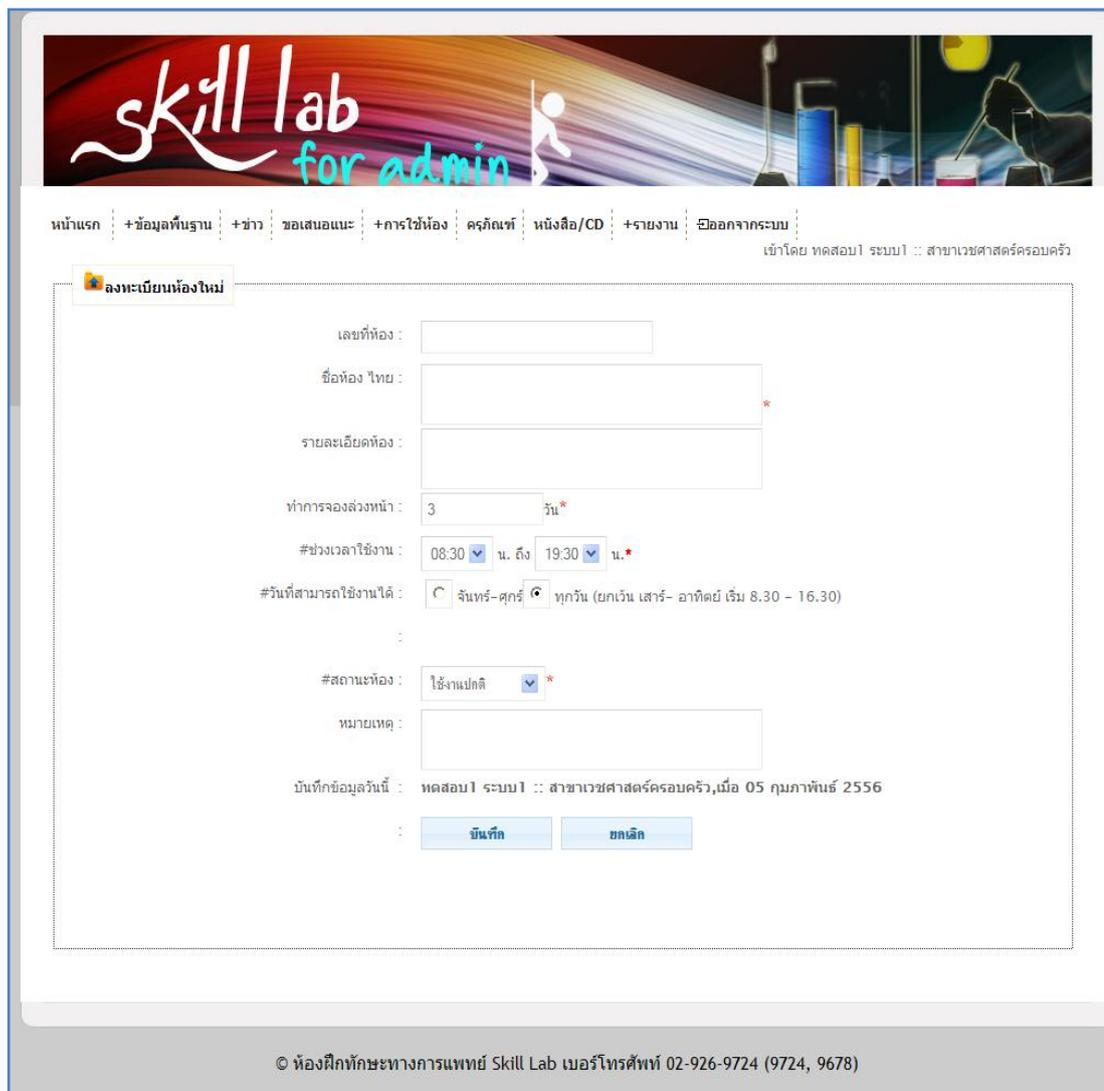 skill lab
for admin
หน้าแรก +ข้อมูลพื้นฐาน +ข่าว ขอเสนอแนะ +การใช้ห้อง ครุภัณฑ์ หนังสือ/CD +รายงาน ออกจากระบบ
เข้าโดย ทดสอบ1 ระบบ1 :: สาขาเวชศาสตร์ครอบครัว
ลงทะเบียนห้องใหม่
เลขที่ห้อง :
ชื่อห้อง ไทย : *
รายละเอียดห้อง :
ทำการจองล่วงหน้า : 3 วัน*
#ช่วงเวลาใช้งาน : 08:30 น. ถึง 19:30 น.*
#วันที่สามารถใช้งานได้ : จันทร์-ศุกร์ ทุกวัน (ยกเว้น เสาร์- อาทิตย์ เริ่ม 8.30 - 16.30)
:
#สถานะห้อง : ใช้งานปกติ *
หมายเหตุ :
บันทึกข้อมูลวันนี้ : ทดสอบ1 ระบบ1 :: สาขาเวชศาสตร์ครอบครัว,เมื่อ 05 กุมภาพันธ์ 2556
: บันทึก ยกเลิก
© ห้องฝึกทักษะทางการแพทย์ Skill Lab เบอร์โทรศัพท์ 02-926-9724 (9724, 9678)